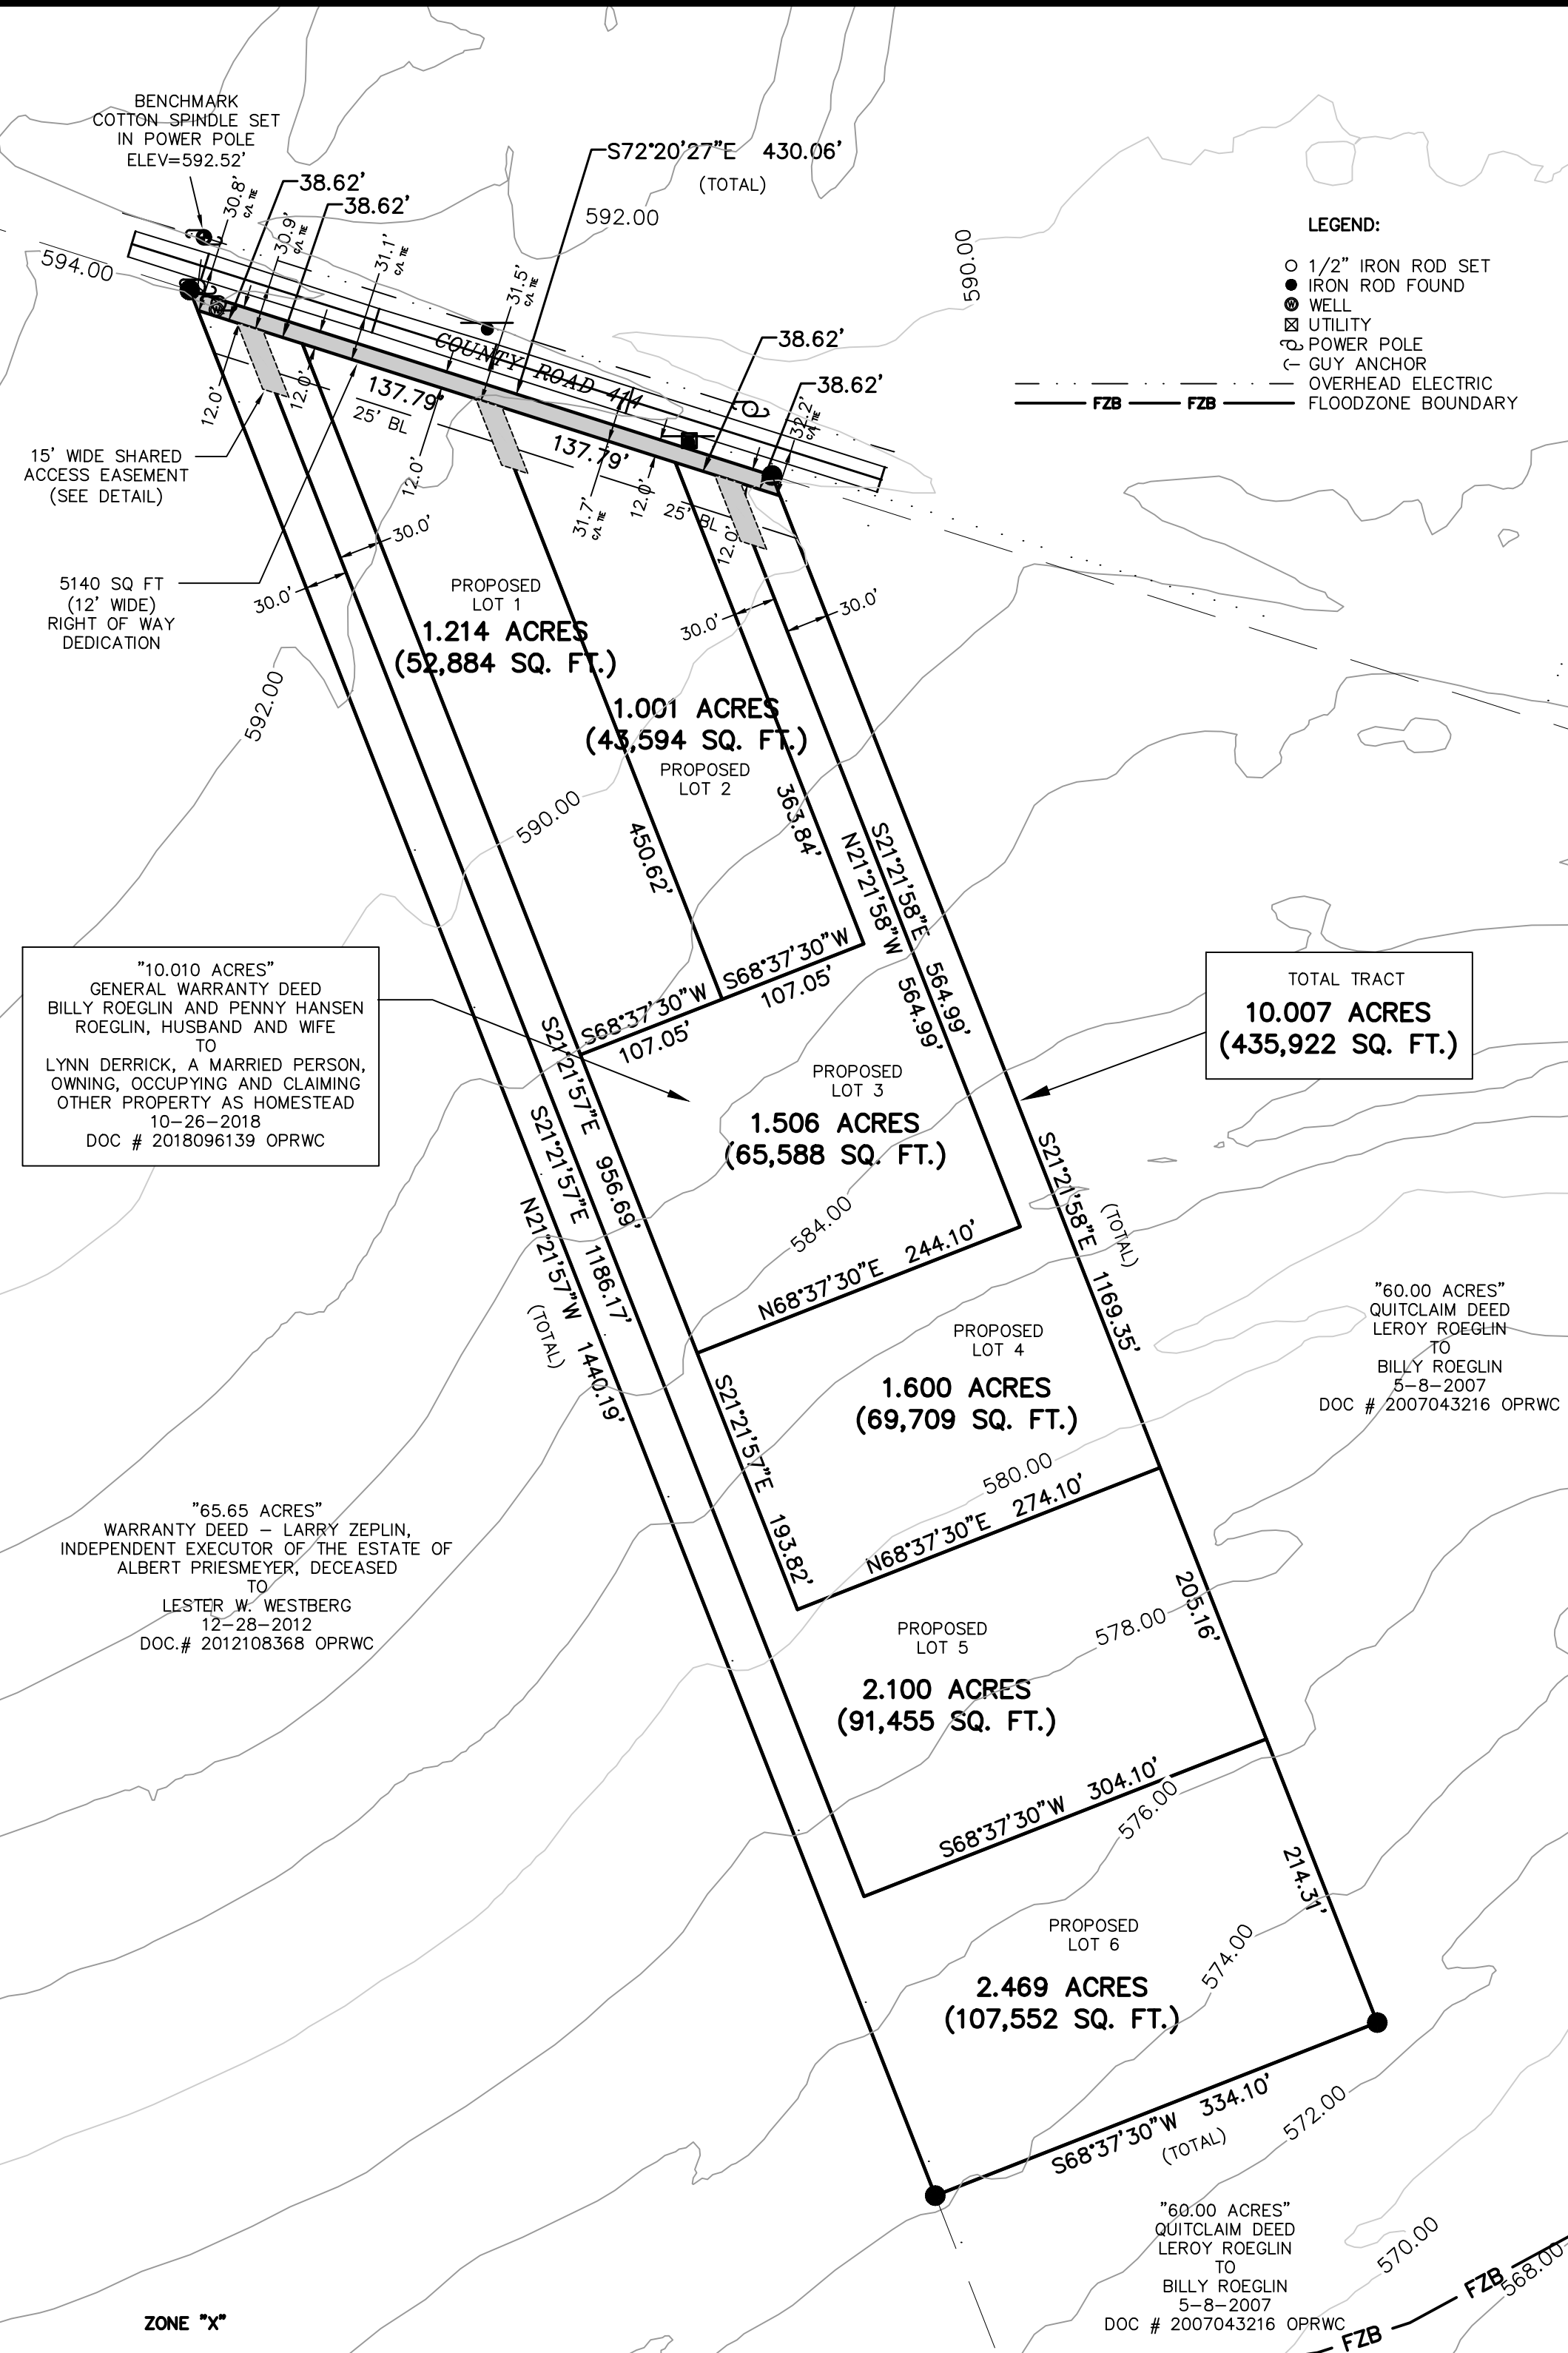 BENCHMARK
COTTON SPINDLE SET
IN POWER POLE
ELEV=592.52'
S72°20'27"E 430.06'
(TOTAL)
592.00
38.62'
38.62'
30.8'
C/L TIE
30.9'
C/L TIE
31.1'
C/L TIE
31.5'
C/L TIE
594.00
590.00
LEGEND:
1/2" IRON ROD SET
IRON ROD FOUND
W WELL
UTILITY
POWER POLE
GUY ANCHOR
OVERHEAD ELECTRIC
FZB FZB FLOODZONE BOUNDARY
38.62'
38.62'
32.2'
C/L TIE
COUNTY ROAD 414
137.79'
25' BL
137.79'
25' BL
12.0'
12.0'
12.0'
12.0'
12.0'
31.7'
C/L TIE
15' WIDE SHARED
ACCESS EASEMENT
(SEE DETAIL)
5140 SQ FT
(12' WIDE)
RIGHT OF WAY
DEDICATION
30.0'
30.0'
30.0'
30.0'
PROPOSED
LOT 1
1.214 ACRES
(52,884 SQ. FT.)
1.001 ACRES
(43,594 SQ. FT.)
PROPOSED
LOT 2
592.00
590.00
450.62'
363.84'
N21°21'58"W 564.99'
S21°21'58"E 564.99'
S68°37'30"W
107.05'
S68°37'30"W
107.05'
"10.010 ACRES"
GENERAL WARRANTY DEED
BILLY ROEGLIN AND PENNY HANSEN
ROEGLIN, HUSBAND AND WIFE
TO
LYNN DERRICK, A MARRIED PERSON,
OWNING, OCCUPYING AND CLAIMING
OTHER PROPERTY AS HOMESTEAD
10-26-2018
DOC # 2018096139 OPRWC
TOTAL TRACT
10.007 ACRES
(435,922 SQ. FT.)
PROPOSED
LOT 3
1.506 ACRES
(65,588 SQ. FT.)
S21°21'57"E 956.69'
S21°21'57"E 1186.17'
N21°21'57"W 1440.19'
(TOTAL)
S21°21'58"E 1169.35'
(TOTAL)
584.00
N68°37'30"E 244.10'
PROPOSED
LOT 4
1.600 ACRES
(69,709 SQ. FT.)
S21°21'57"E 193.82'
580.00
N68°37'30"E 274.10'
"60.00 ACRES"
QUITCLAIM DEED
LEROY ROEGLIN
TO
BILLY ROEGLIN
5-8-2007
DOC # 2007043216 OPRWC
"65.65 ACRES"
WARRANTY DEED – LARRY ZEPLIN,
INDEPENDENT EXECUTOR OF THE ESTATE OF
ALBERT PRIESMEYER, DECEASED
TO
LESTER W. WESTBERG
12-28-2012
DOC.# 2012108368 OPRWC
205.16'
578.00
PROPOSED
LOT 5
2.100 ACRES
(91,455 SQ. FT.)
S68°37'30"W 304.10'
576.00
214.31'
PROPOSED
LOT 6
2.469 ACRES
(107,552 SQ. FT.)
574.00
S68°37'30"W 334.10'
(TOTAL)
572.00
"60.00 ACRES"
QUITCLAIM DEED
LEROY ROEGLIN
TO
BILLY ROEGLIN
5-8-2007
DOC # 2007043216 OPRWC
570.00
568.00
FZB
FZB
ZONE "X"